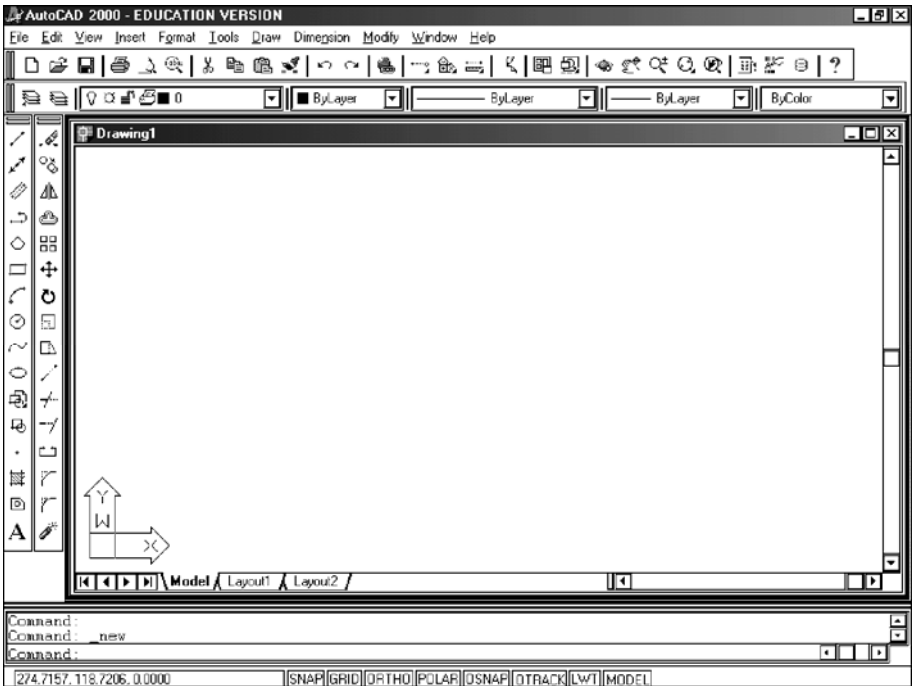 AutoCAD 2000 - EDUCATION VERSION
File Edit View Insert Format Tools Draw Dimension Modify Window Help
?
0 ByLayer ByLayer ByLayer ByColor
Drawing1
A
Y
W
X
Model Layout1 Layout2
Command:
Command: _new
Command:
274.7157, 118.7206, 0.0000 SNAP GRID ORTHO POLAR OSNAP OTRACK LWT MODEL